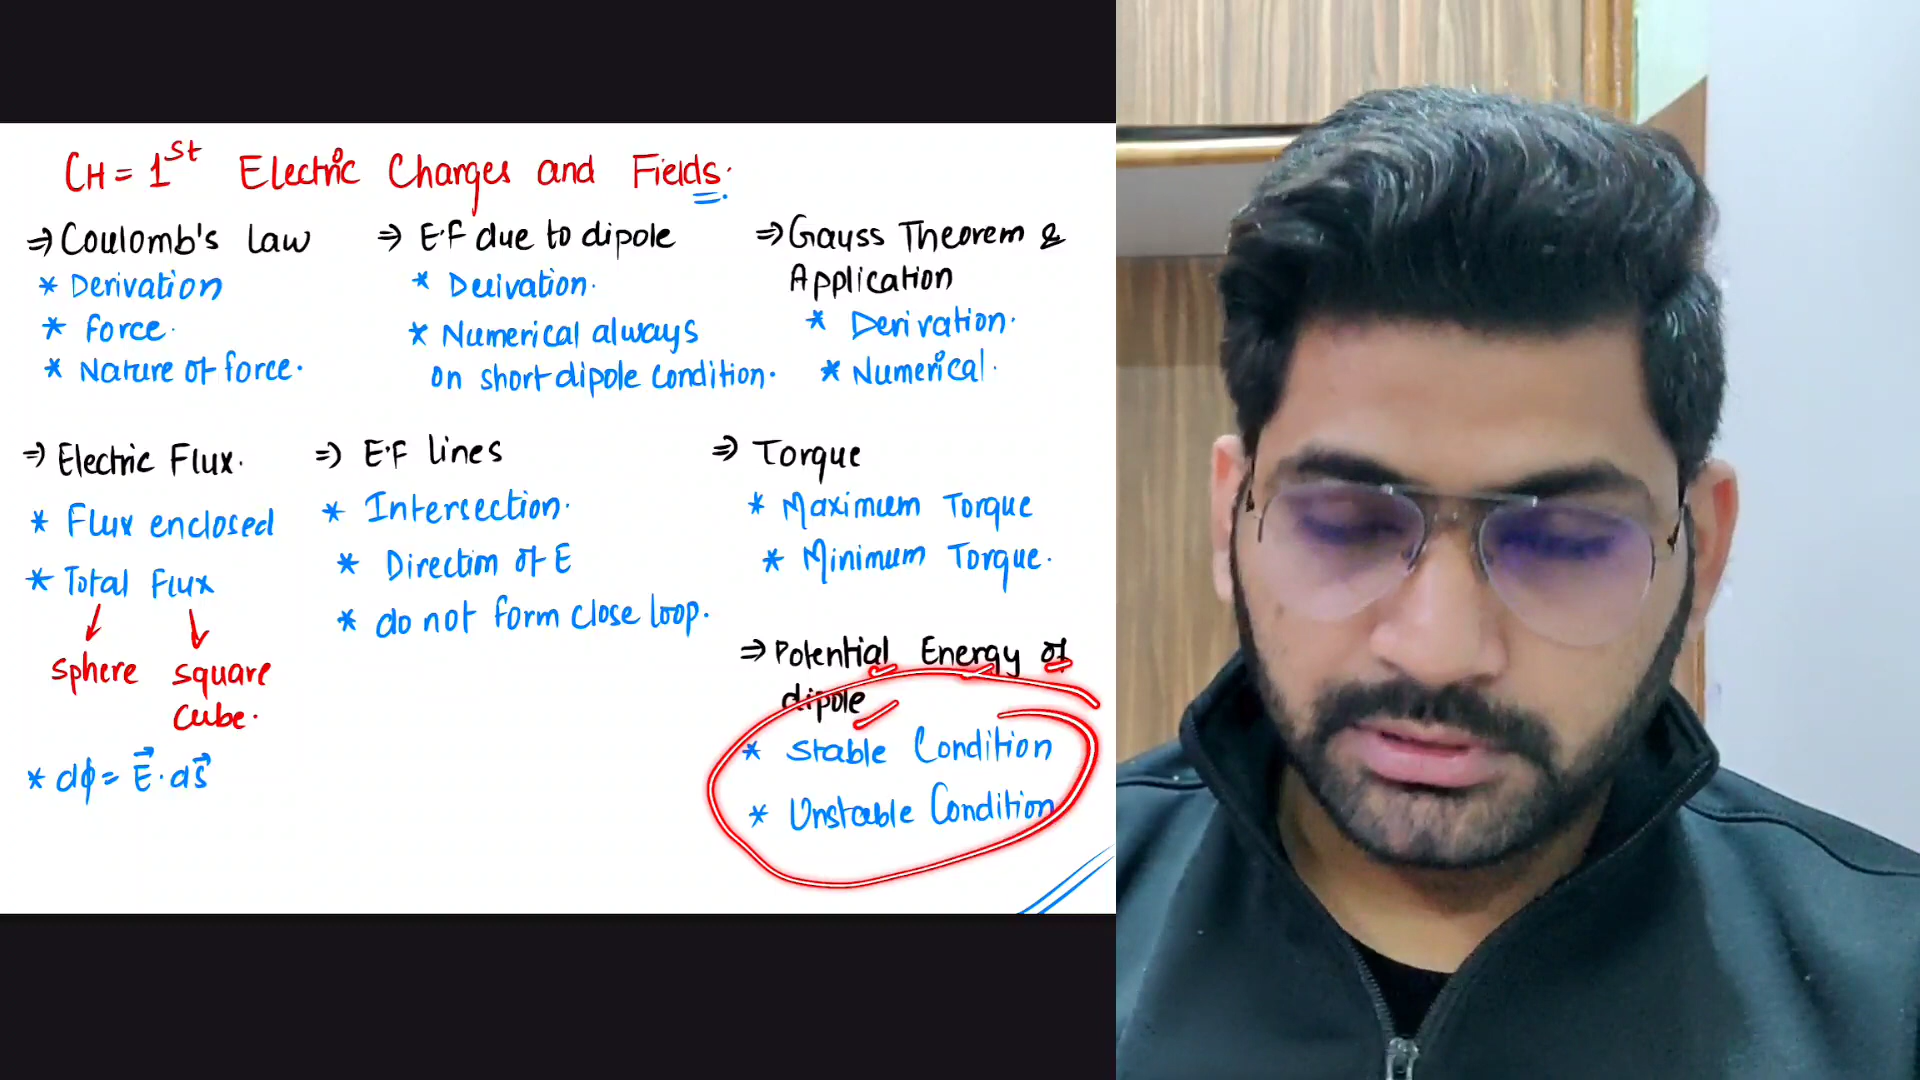 CH = 1st Electric Charges and Fields.
⇒ Coulomb's Law
* Derivation
* force.
* Nature of force.
⇒ E.F due to dipole
* Derivation.
* Numerical always
on short dipole condition.
⇒ Gauss Theorem &
Application
* Derivation.
* Numerical.
⇒ Electric Flux.
* Flux enclosed
* Total Flux
Sphere
square
Cube.
* dϕ = E⃗ · ds⃗
⇒ E.F lines
* Intersection.
* Direction of E
* do not form close loop.
⇒ Torque
* Maximum Torque
* Minimum Torque.
⇒ Potential Energy of
dipole
* Stable Condition
* Unstable Condition